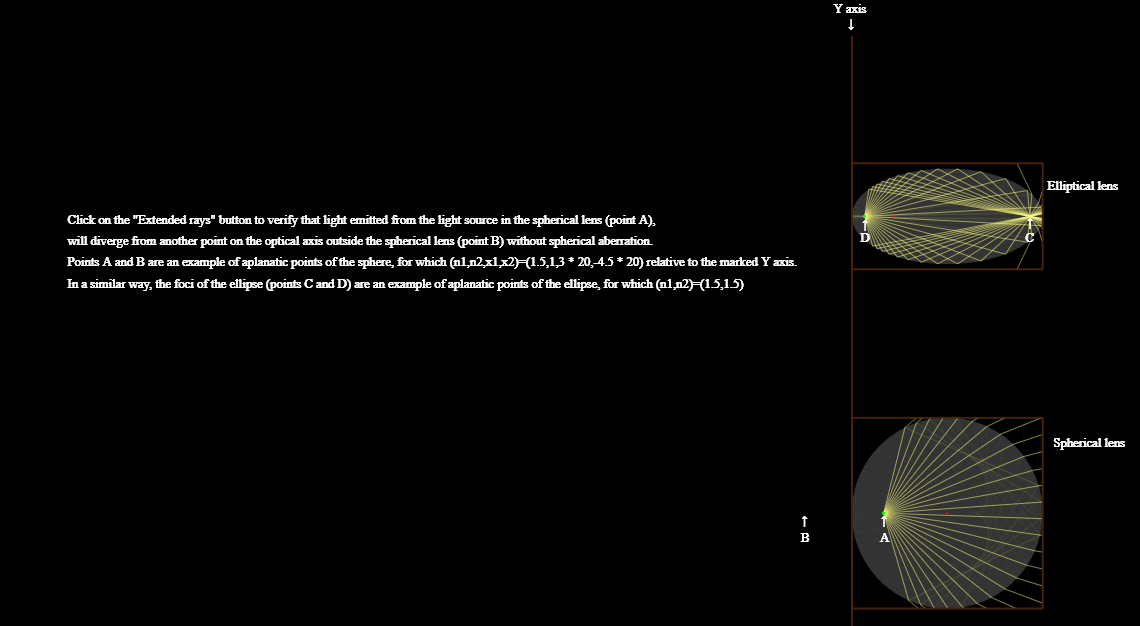 Y axis
↓
Elliptical lens
Click on the "Extended rays" button to verify that light emitted from the light source in the spherical lens (point A),
will diverge from another point on the optical axis outside the spherical lens (point B) without spherical aberration.
Points A and B are an example of aplanatic points of the sphere, for which (n1,n2,x1,x2)=(1.5,1,3 * 20,-4.5 * 20) relative to the marked Y axis.
In a similar way, the foci of the ellipse (points C and D) are an example of aplanatic points of the ellipse, for which (n1,n2)=(1.5,1.5)
↑ ↑
D C
Spherical lens
↑ ↑
B A